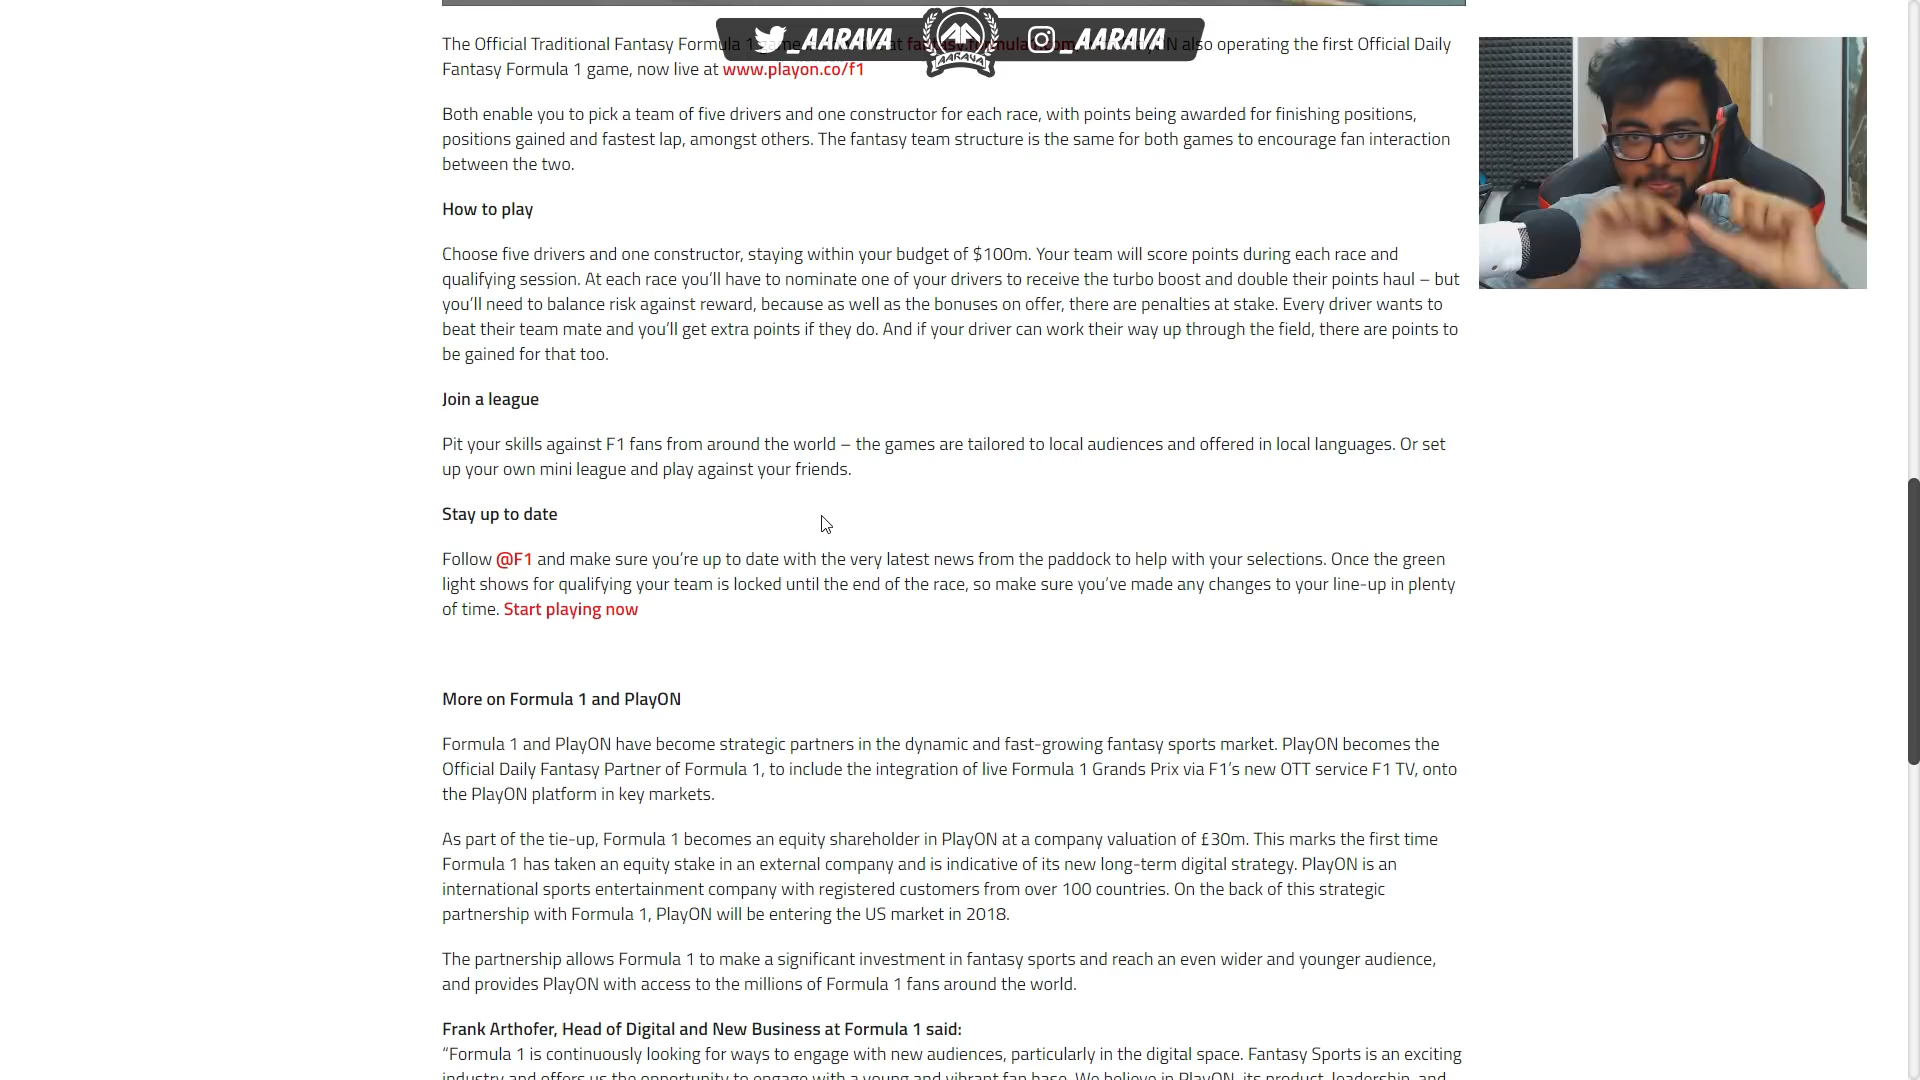 _AARAVA
AARAVA
_AARAVA
The Official Traditional Fantasy Formula 1 also operating the first Official Daily
Fantasy Formula 1 game, now live at www.playon.co/f1
Both enable you to pick a team of five drivers and one constructor for each race, with points being awarded for finishing positions,
positions gained and fastest lap, amongst others. The fantasy team structure is the same for both games to encourage fan interaction
between the two.
How to play
Choose five drivers and one constructor, staying within your budget of $100m. Your team will score points during each race and
qualifying session. At each race you’ll have to nominate one of your drivers to receive the turbo boost and double their points haul – but
you’ll need to balance risk against reward, because as well as the bonuses on offer, there are penalties at stake. Every driver wants to
beat their team mate and you’ll get extra points if they do. And if your driver can work their way up through the field, there are points to
be gained for that too.
Join a league
Pit your skills against F1 fans from around the world – the games are tailored to local audiences and offered in local languages. Or set
up your own mini league and play against your friends.
Stay up to date
Follow @F1 and make sure you’re up to date with the very latest news from the paddock to help with your selections. Once the green
light shows for qualifying your team is locked until the end of the race, so make sure you’ve made any changes to your line-up in plenty
of time. Start playing now
More on Formula 1 and PlayON
Formula 1 and PlayON have become strategic partners in the dynamic and fast-growing fantasy sports market. PlayON becomes the
Official Daily Fantasy Partner of Formula 1, to include the integration of live Formula 1 Grands Prix via F1’s new OTT service F1 TV, onto
the PlayON platform in key markets.
As part of the tie-up, Formula 1 becomes an equity shareholder in PlayON at a company valuation of £30m. This marks the first time
Formula 1 has taken an equity stake in an external company and is indicative of its new long-term digital strategy. PlayON is an
international sports entertainment company with registered customers from over 100 countries. On the back of this strategic
partnership with Formula 1, PlayON will be entering the US market in 2018.
The partnership allows Formula 1 to make a significant investment in fantasy sports and reach an even wider and younger audience,
and provides PlayON with access to the millions of Formula 1 fans around the world.
Frank Arthofer, Head of Digital and New Business at Formula 1 said:
“Formula 1 is continuously looking for ways to engage with new audiences, particularly in the digital space. Fantasy Sports is an exciting
industry and offers us the opportunity to engage with a young and vibrant fan base. We believe in PlayON, its product, leadership, and